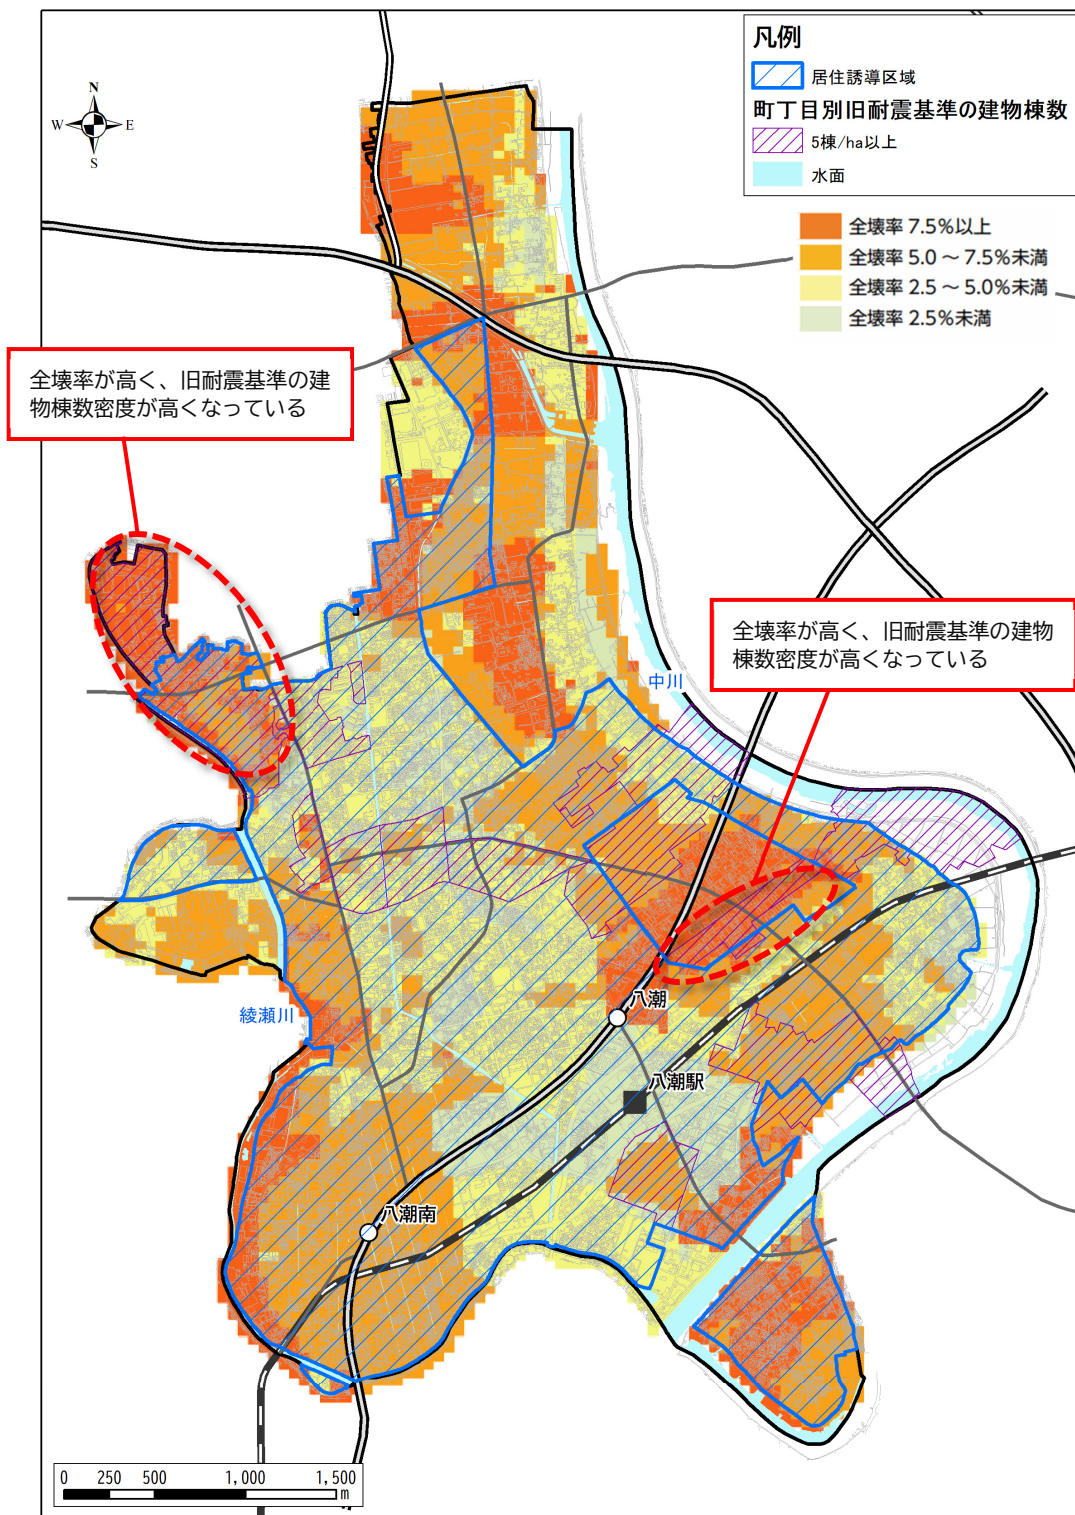 凡例
居住誘導区域
町丁目別旧耐震基準の建物棟数
5棟/ha以上
水面
全壊率 7.5%以上
全壊率 5.0 ～ 7.5%未満
全壊率 2.5 ～ 5.0%未満
全壊率 2.5%未満
N
W
E
S
全壊率が高く、旧耐震基準の建
物棟数密度が高くなっている
全壊率が高く、旧耐震基準の建物
棟数密度が高くなっている
中川
綾瀬川
八潮
八潮駅
八潮南
0 250 500 1,000 1,500
m